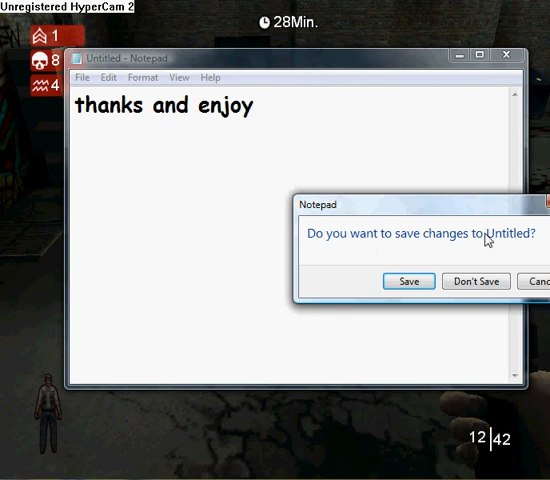 Unregistered HyperCam 2
28Min.
1
8
4
Untitled - Notepad
File Edit Format View Help
thanks and enjoy
Notepad
Do you want to save changes to Untitled?
Save Don't Save Canc
12 42